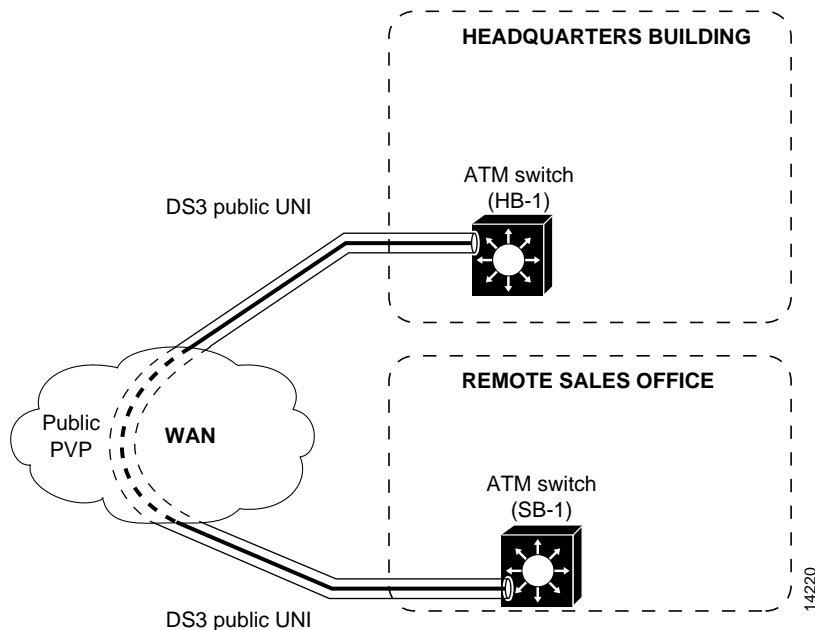 HEADQUARTERS BUILDING
ATM switch
(HB-1)
DS3 public UNI
Public
PVP
WAN
REMOTE SALES OFFICE
ATM switch
(SB-1)
DS3 public UNI
14220